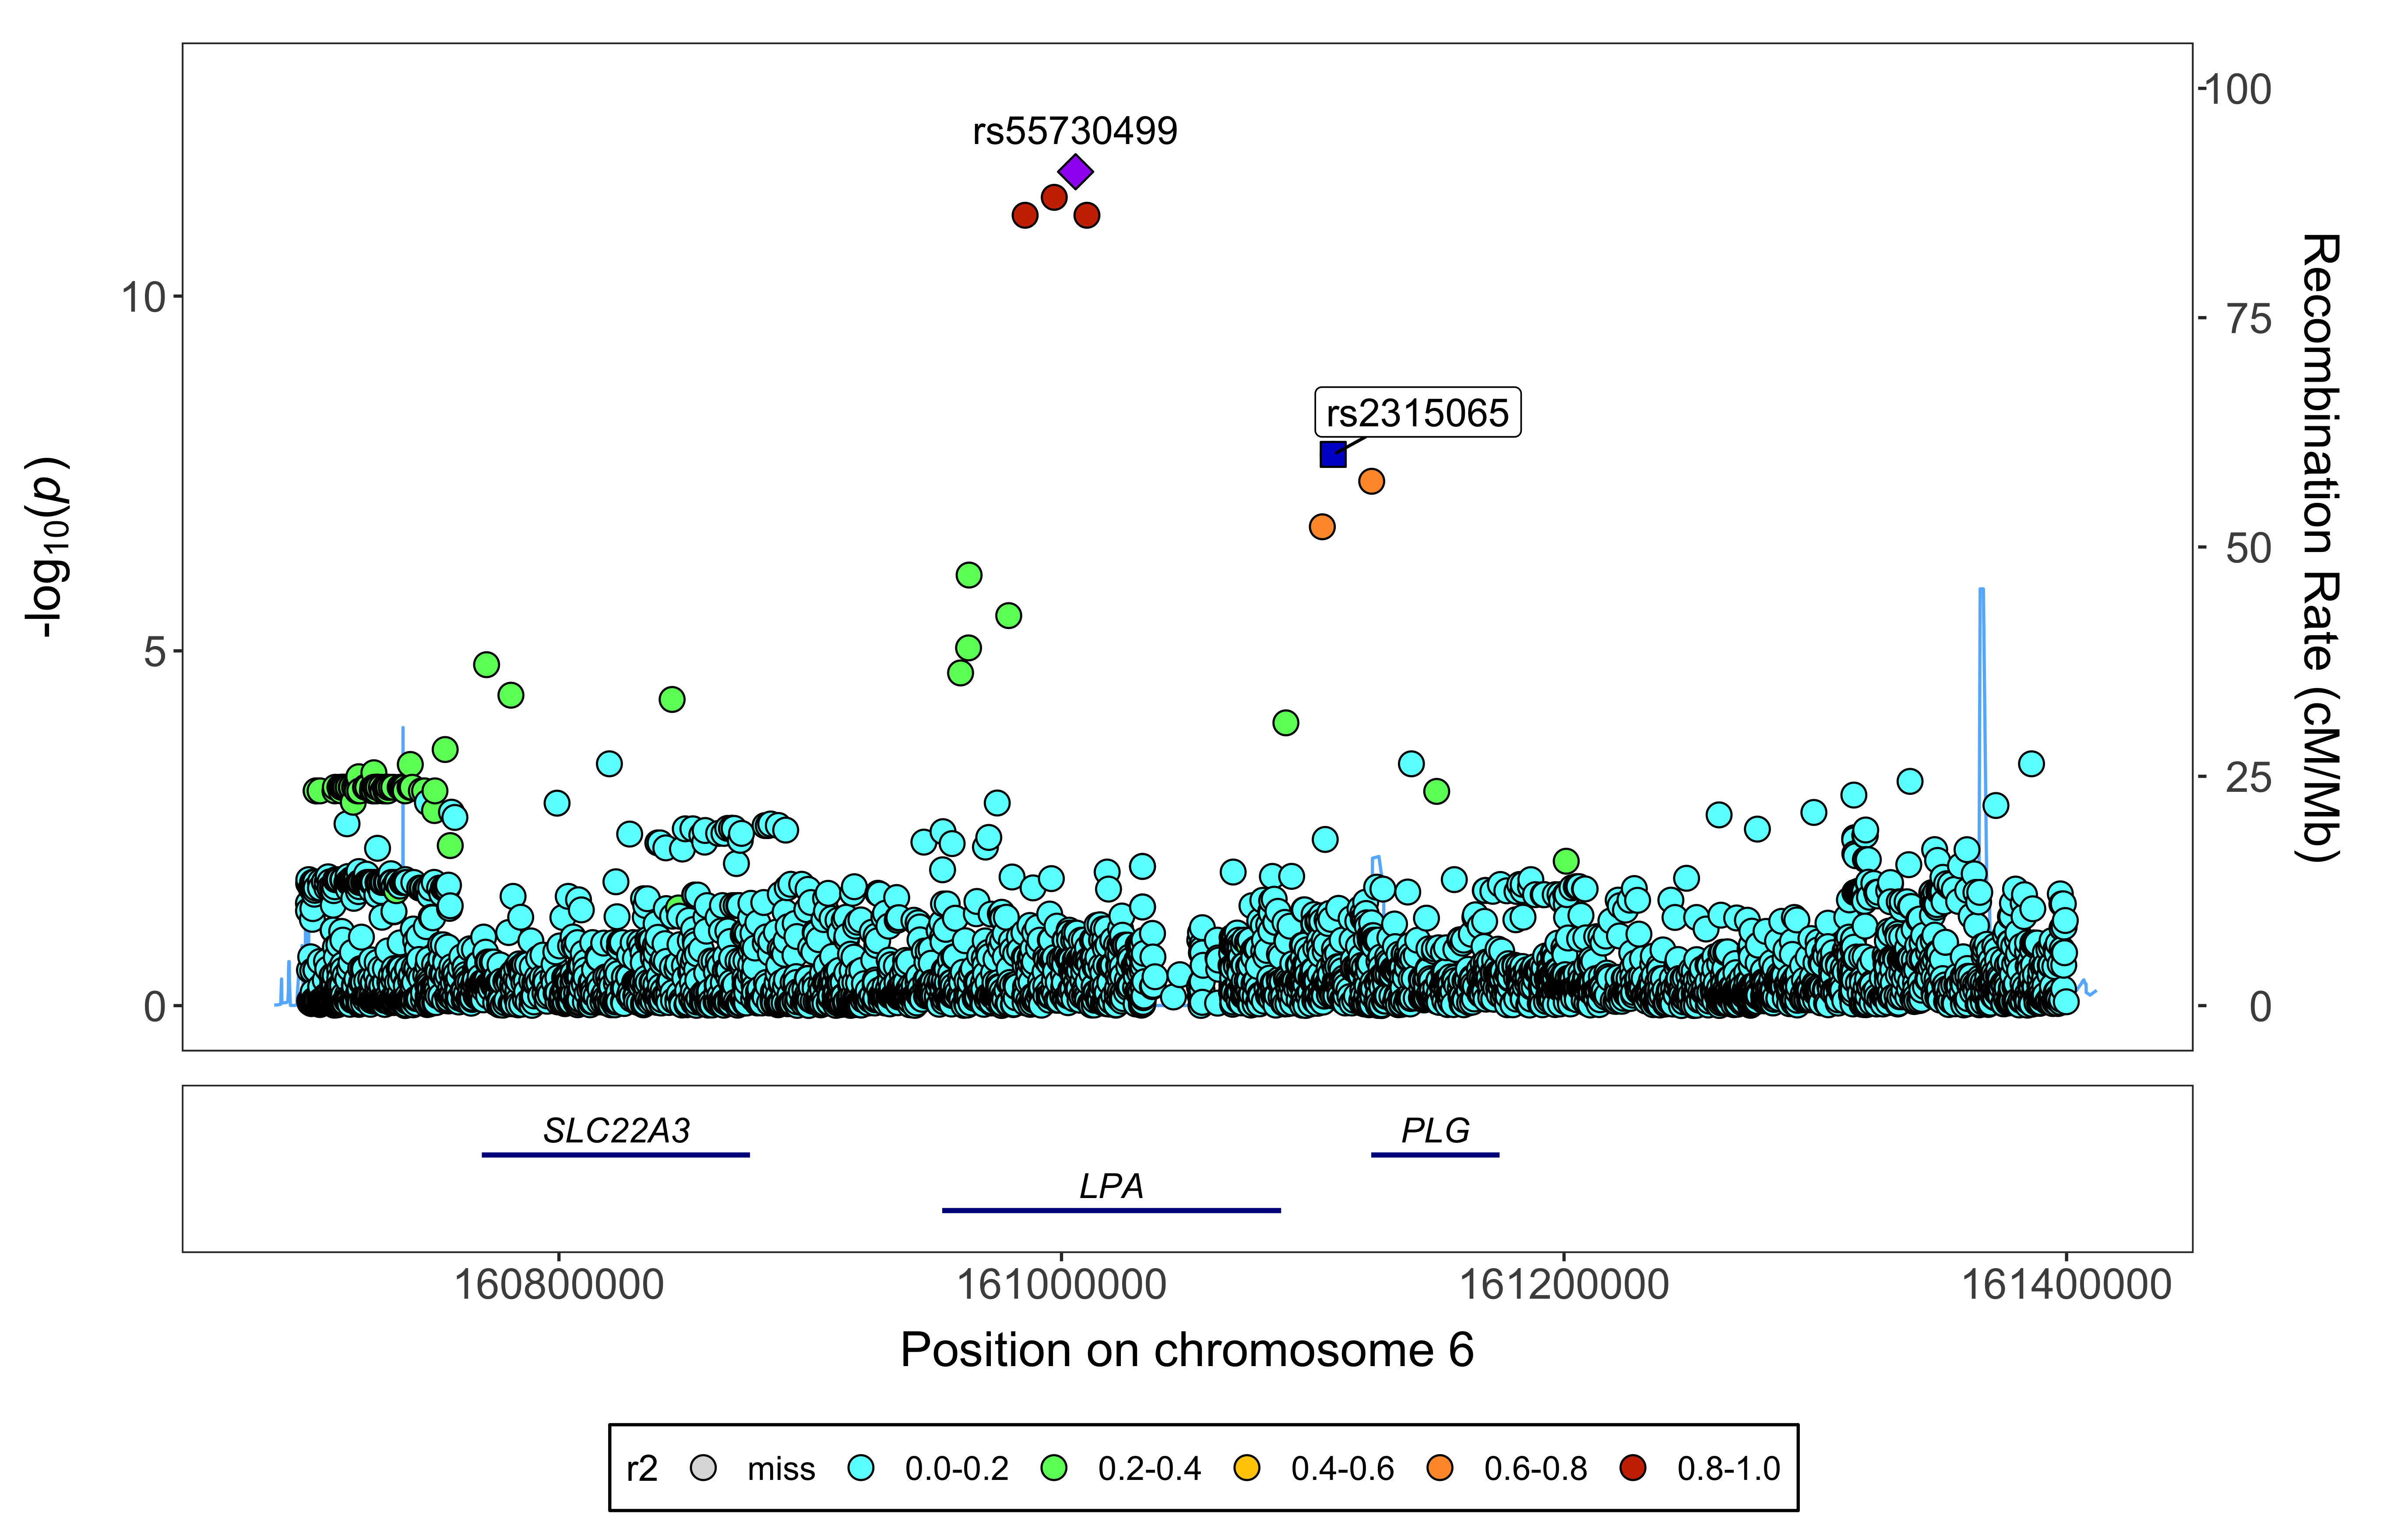 rs55730499
rs2315065
-log10(p)
10
5
0
100
75
50
25
0
Recombination Rate (cM/Mb)
SLC22A3
PLG
LPA
160800000 161000000 161200000 161400000
Position on chromosome 6
r2 miss 0.0-0.2 0.2-0.4 0.4-0.6 0.6-0.8 0.8-1.0